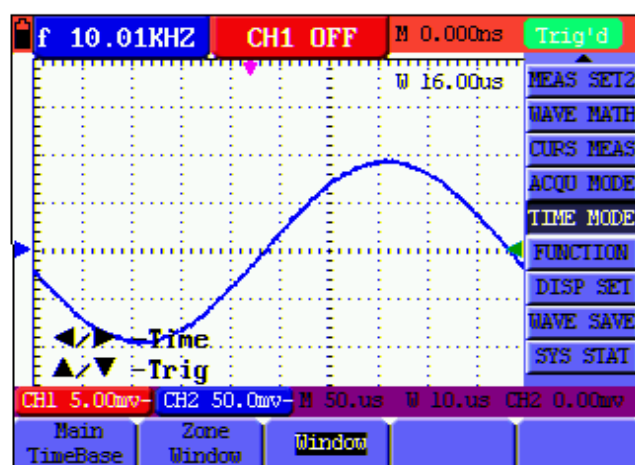 f 10.01KHZ CH1 OFF M 0.000ns Trig'd
W 16.00us
MEAS SET2
WAVE MATH
CURS MEAS
ACQU MODE
TIME MODE
FUNCTION
DISP SET
WAVE SAVE
SYS STAT
◀/▶ -Time
▲/▼ -Trig
CH1 5.00mv- CH2 50.0mv- M 50.us W 10.us CH2 0.00mv
Main TimeBase
Zone Window
Window